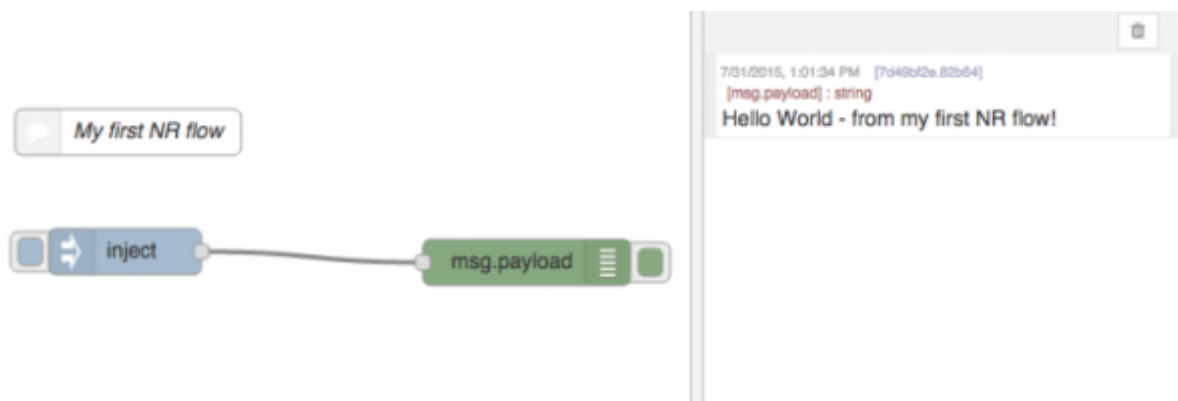 My first NR flow
inject
msg.payload
7/31/2015, 1:01:34 PM [7d49bf2e.82b64]
[msg.payload] : string
Hello World - from my first NR flow!